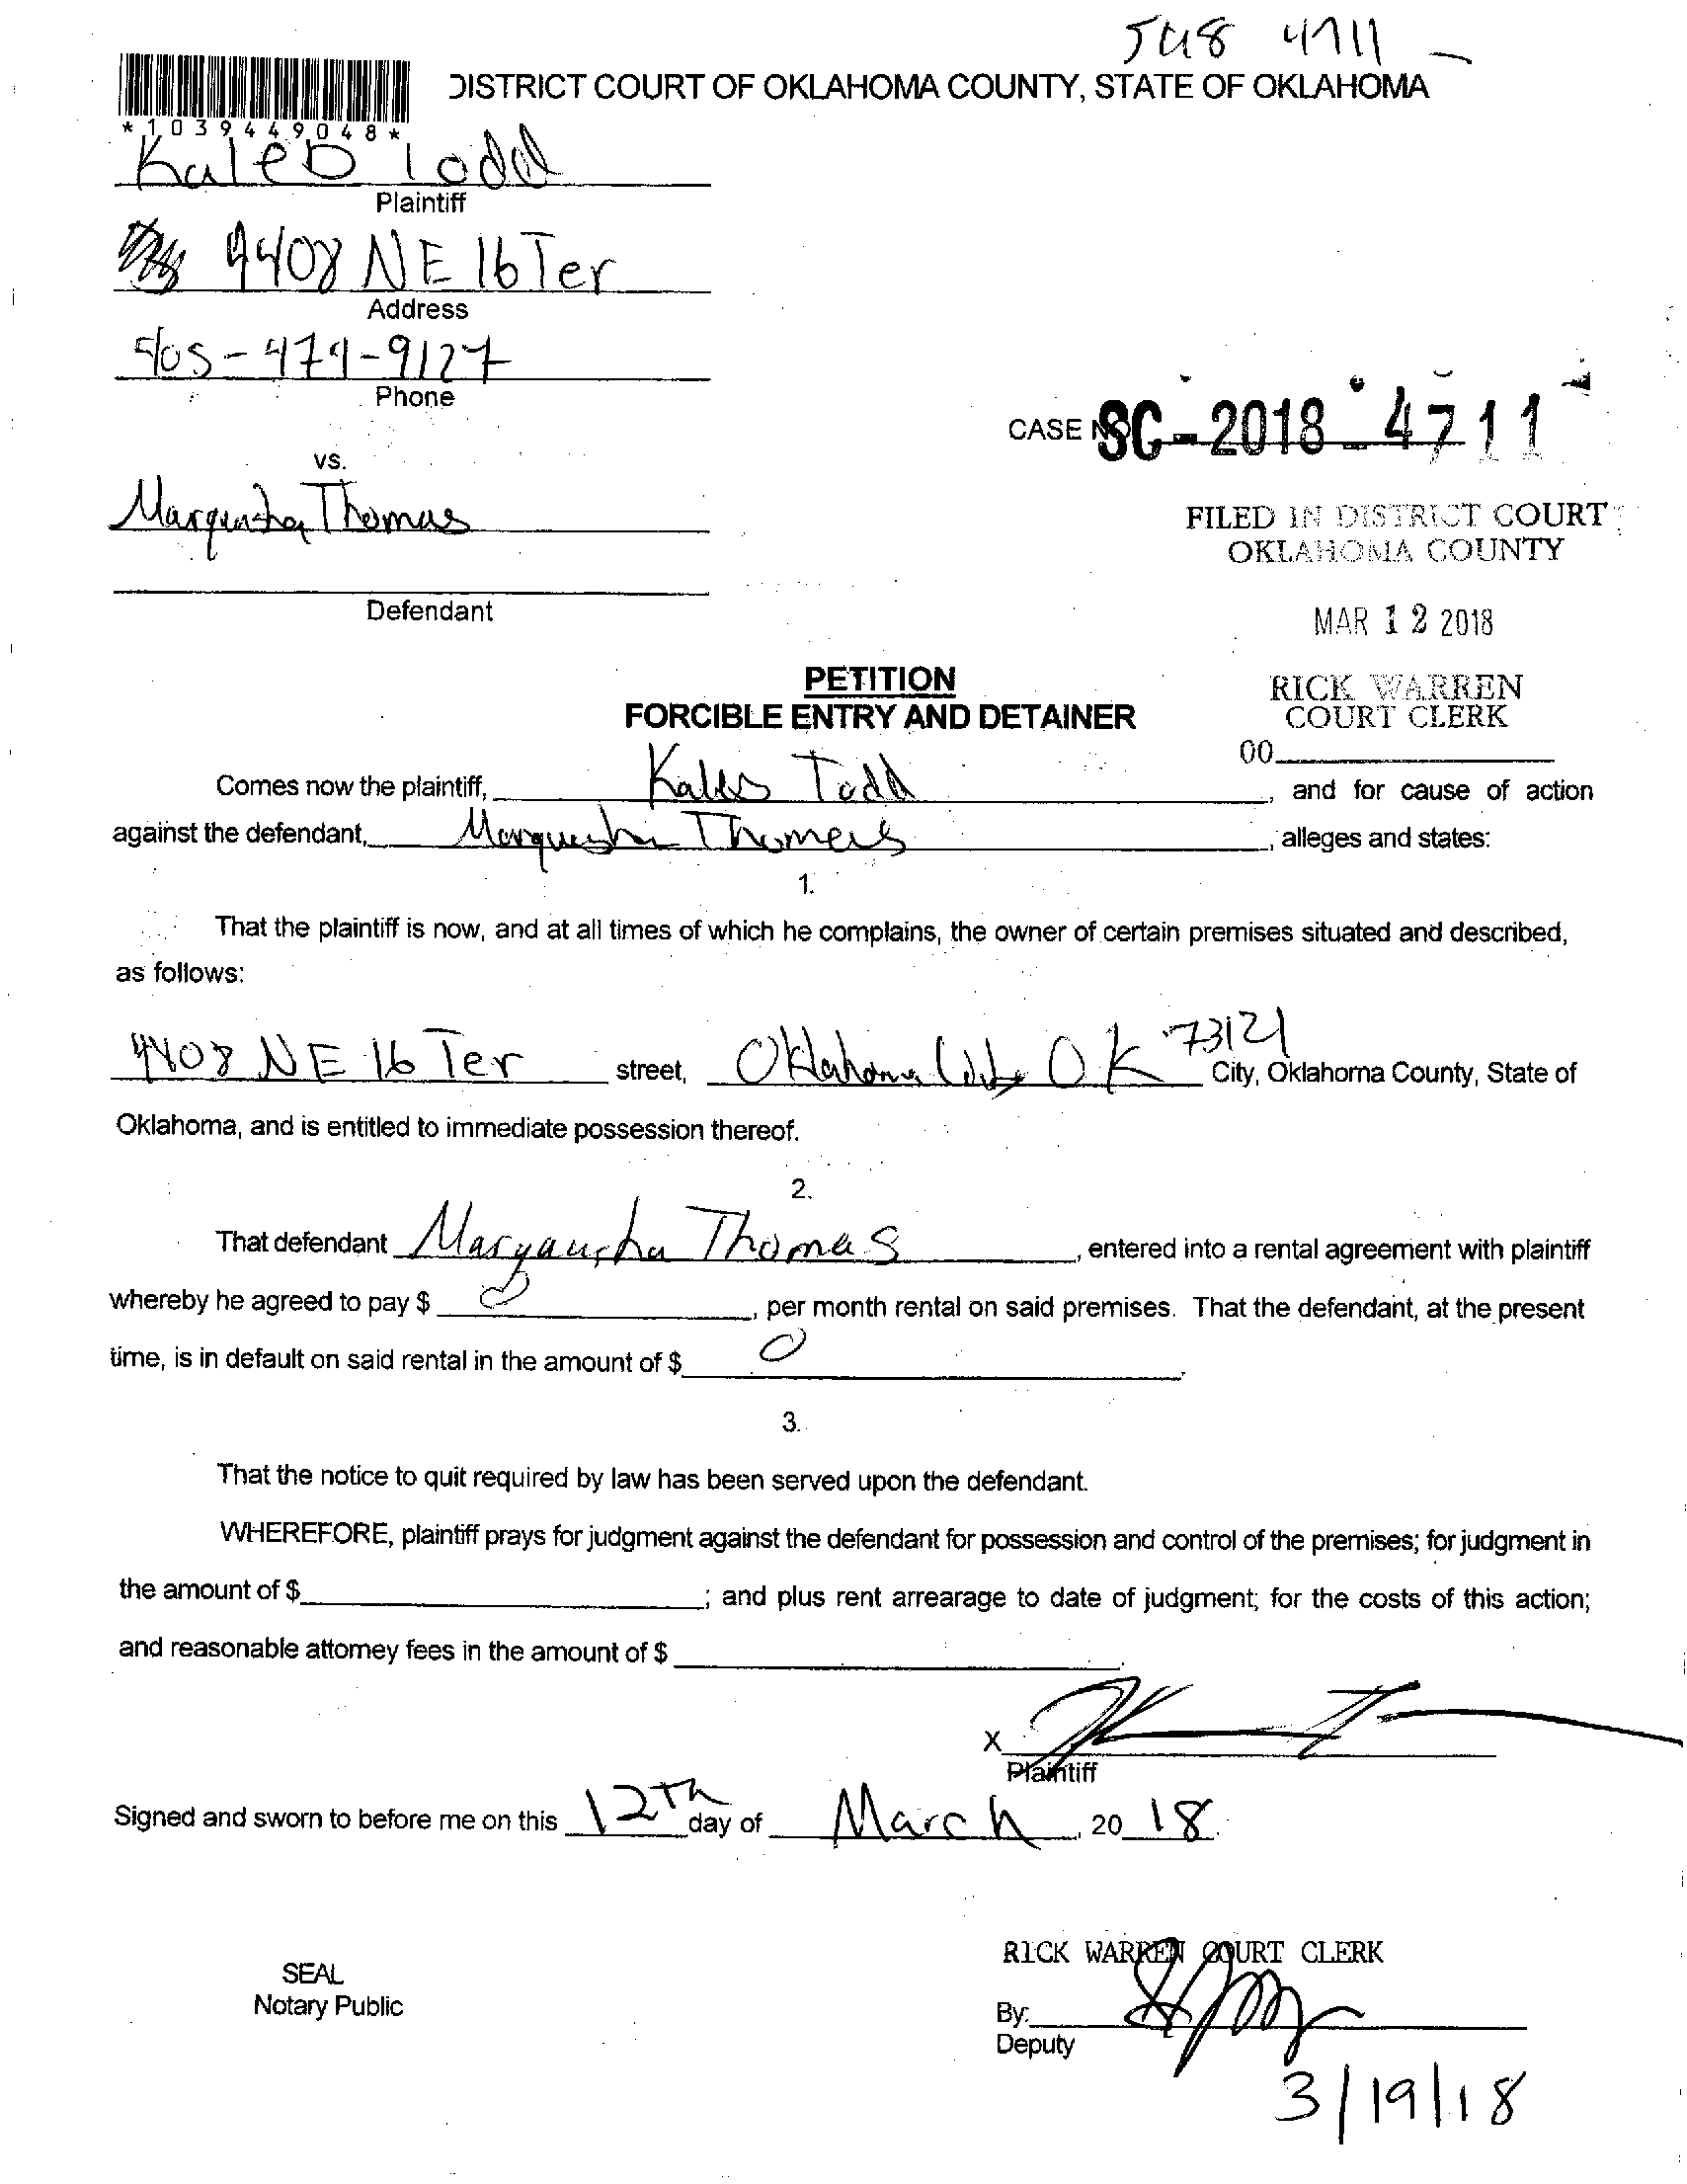 4711
DISTRICT COURT OF OKLAHOMA COUNTY, STATE OF OKLAHOMA
*1039449048*
Kaleb Todd
Plaintiff
4408 NE 16 Ter
Address
405-474-9127
Phone
CASE NO. SC-2018-4711
vs.
Marquasha Thomas
FILED IN DISTRICT COURT
OKLAHOMA COUNTY
Defendant
MAR 12 2018
PETITION
RICK WARREN
FORCIBLE ENTRY AND DETAINER
COURT CLERK
00
Comes now the plaintiff, Kaleb Todd, and for cause of action
against the defendant, Marquesha Thomas, alleges and states:
1.
That the plaintiff is now, and at all times of which he complains, the owner of certain premises situated and described,
as follows:
4408 NE 16 Ter street, Oklahoma City OK 73121 City, Oklahoma County, State of
Oklahoma, and is entitled to immediate possession thereof.
2.
That defendant Thomas, entered into a rental agreement with plaintiff
whereby he agreed to pay $ 0, per month rental on said premises. That the defendant, at the present
time, is in default on said rental in the amount of $ 0.
3.
That the notice to quit required by law has been served upon the defendant.
WHEREFORE, plaintiff prays for judgment against the defendant for possession and control of the premises; for judgment in
the amount of $ ; and plus rent arrearage to date of judgment; for the costs of this action;
and reasonable attorney fees in the amount of $ .
X
Plaintiff
Signed and sworn to before me on this 12th day of March, 20 18.
RICK WARREN COURT CLERK
SEAL
Notary Public
By:
Deputy
3/19/18